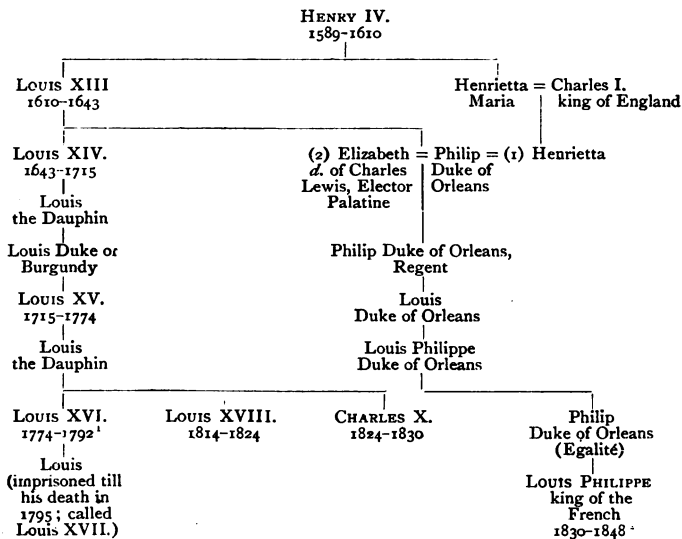 HENRY IV.
1589–1610
LOUIS XIII
1610–1643
Henrietta = Charles I.
Maria king of England
LOUIS XIV.
1643–1715
(2) Elizabeth = Philip = (1) Henrietta
d. of Charles Duke of
Lewis, Elector Orleans
Palatine
Louis
the Dauphin
Louis Duke or
Burgundy
Philip Duke of Orleans,
Regent
LOUIS XV.
1715–1774
Louis
Duke of Orleans
Louis
the Dauphin
Louis Philippe
Duke of Orleans
LOUIS XVI.
1774–1792¹
LOUIS XVIII.
1814–1824
CHARLES X.
1824–1830
Philip
Duke of Orleans
(Egalité)
Louis
(imprisoned till
his death in
1795; called
Louis XVII.)
LOUIS PHILIPPE
king of the
French
1830–1848